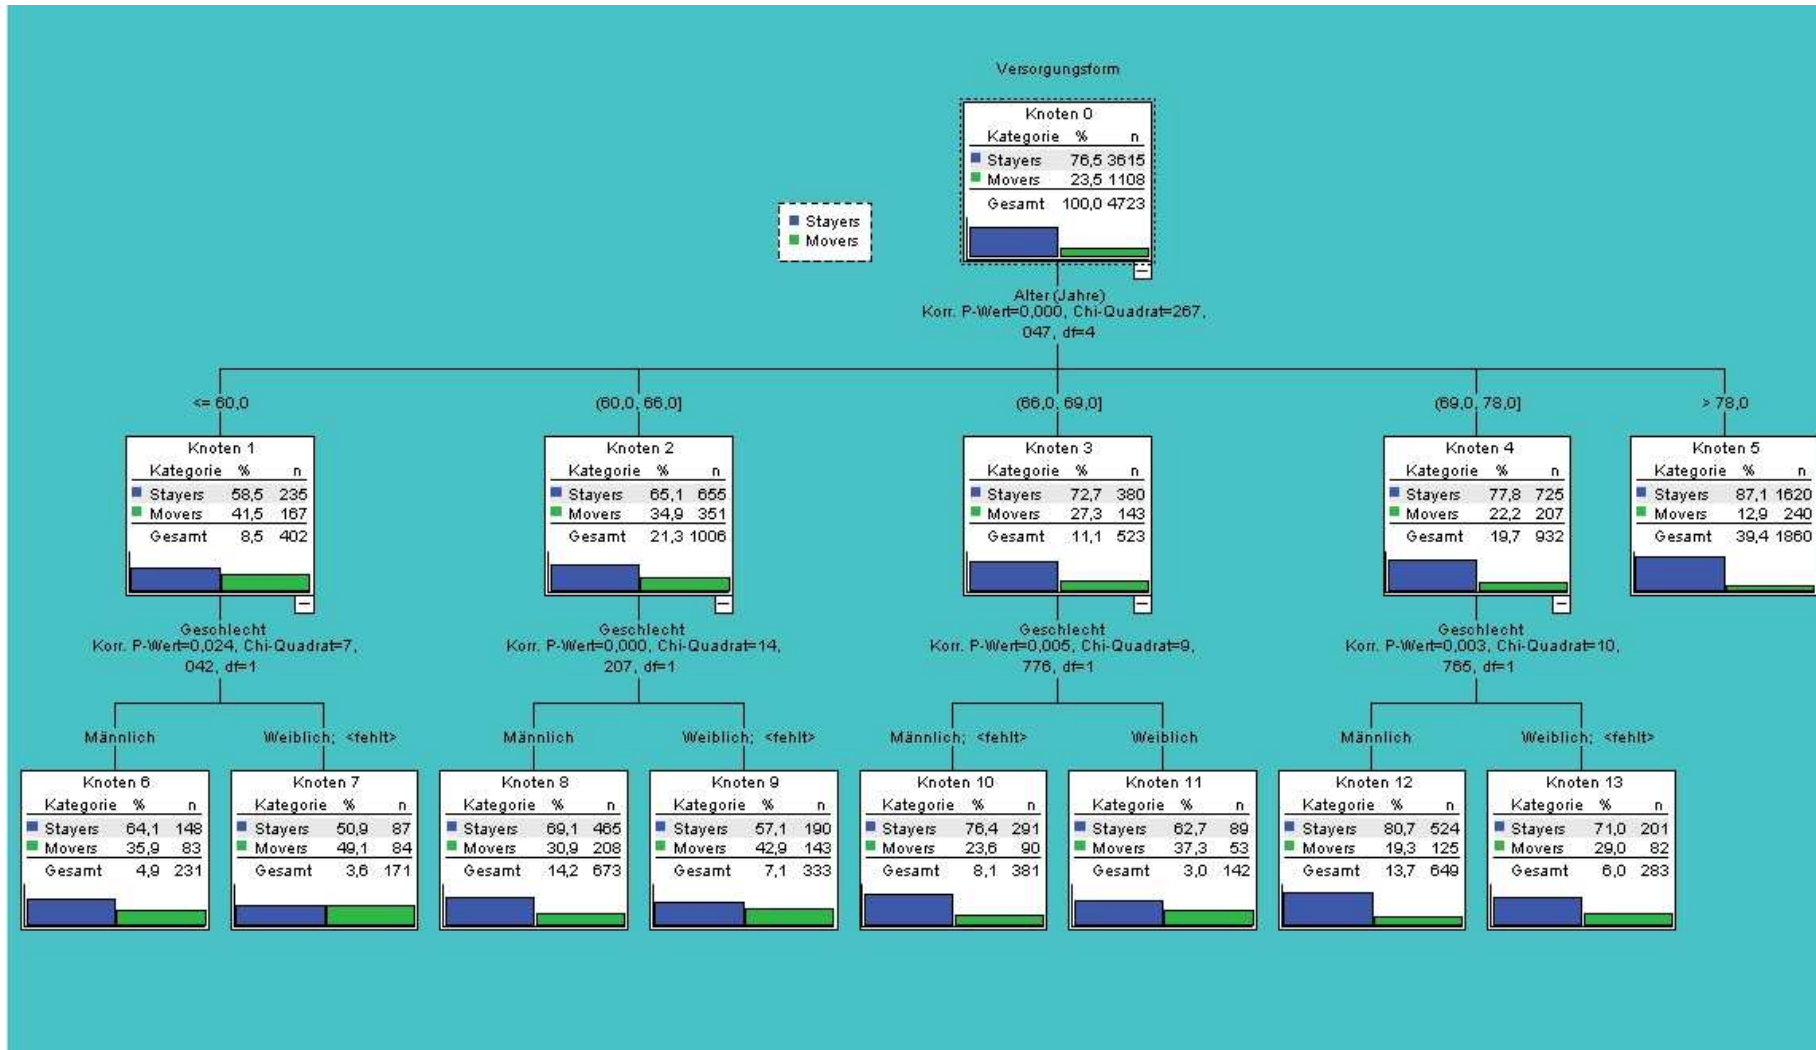 Versorgungsform
Knoten 0
Kategorie % n
Stayers 76,5 3615
Movers 23,5 1108
Gesamt 100,0 4723
Stayers
Movers
Alter (Jahre)
Korr. P-Wert=0,000, Chi-Quadrat=267,
047, df=4
<= 60,0
(60,0, 66,0]
(66,0, 69,0]
(69,0, 78,0]
> 78,0
Knoten 1
Kategorie % n
Stayers 58,5 235
Movers 41,5 167
Gesamt 8,5 402
Knoten 2
Kategorie % n
Stayers 65,1 655
Movers 34,9 351
Gesamt 21,3 1006
Knoten 3
Kategorie % n
Stayers 72,7 380
Movers 27,3 143
Gesamt 11,1 523
Knoten 4
Kategorie % n
Stayers 77,8 725
Movers 22,2 207
Gesamt 19,7 932
Knoten 5
Kategorie % n
Stayers 87,1 1620
Movers 12,9 240
Gesamt 39,4 1860
Geschlecht
Korr. P-Wert=0,024, Chi-Quadrat=7,
042, df=1
Geschlecht
Korr. P-Wert=0,000, Chi-Quadrat=14,
207, df=1
Geschlecht
Korr. P-Wert=0,005, Chi-Quadrat=9,
776, df=1
Geschlecht
Korr. P-Wert=0,003, Chi-Quadrat=10,
765, df=1
Männlich
Weiblich; <fehlt>
Männlich
Weiblich; <fehlt>
Männlich; <fehlt>
Weiblich
Männlich
Weiblich; <fehlt>
Knoten 6
Kategorie % n
Stayers 64,1 148
Movers 35,9 83
Gesamt 4,9 231
Knoten 7
Kategorie % n
Stayers 50,9 87
Movers 49,1 84
Gesamt 3,6 171
Knoten 8
Kategorie % n
Stayers 69,1 465
Movers 30,9 208
Gesamt 14,2 673
Knoten 9
Kategorie % n
Stayers 57,1 190
Movers 42,9 143
Gesamt 7,1 333
Knoten 10
Kategorie % n
Stayers 76,4 291
Movers 23,6 90
Gesamt 8,1 381
Knoten 11
Kategorie % n
Stayers 62,7 89
Movers 37,3 53
Gesamt 3,0 142
Knoten 12
Kategorie % n
Stayers 80,7 524
Movers 19,3 125
Gesamt 13,7 649
Knoten 13
Kategorie % n
Stayers 71,0 201
Movers 29,0 82
Gesamt 6,0 283